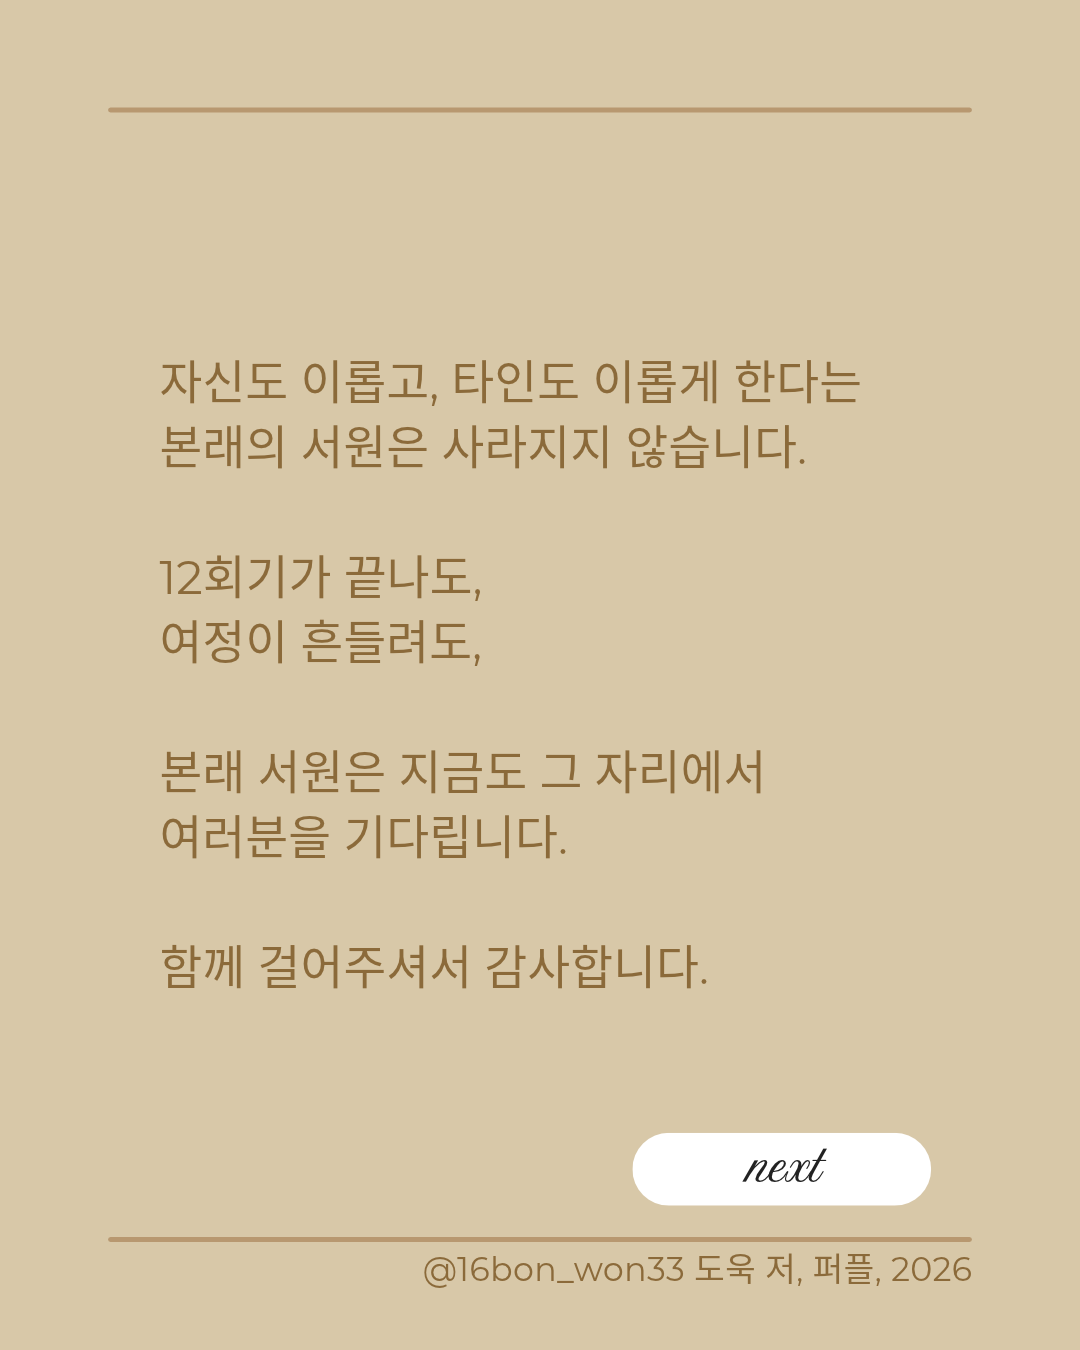 자신도 이롭고, 타인도 이롭게 한다는
본래의 서원은 사라지지 않습니다.
12회기가 끝나도,
여정이 흔들려도,
본래 서원은 지금도 그 자리에서
여러분을 기다립니다.
함께 걸어주셔서 감사합니다.
next
@16bon_won33 도욱 저, 퍼플, 2026